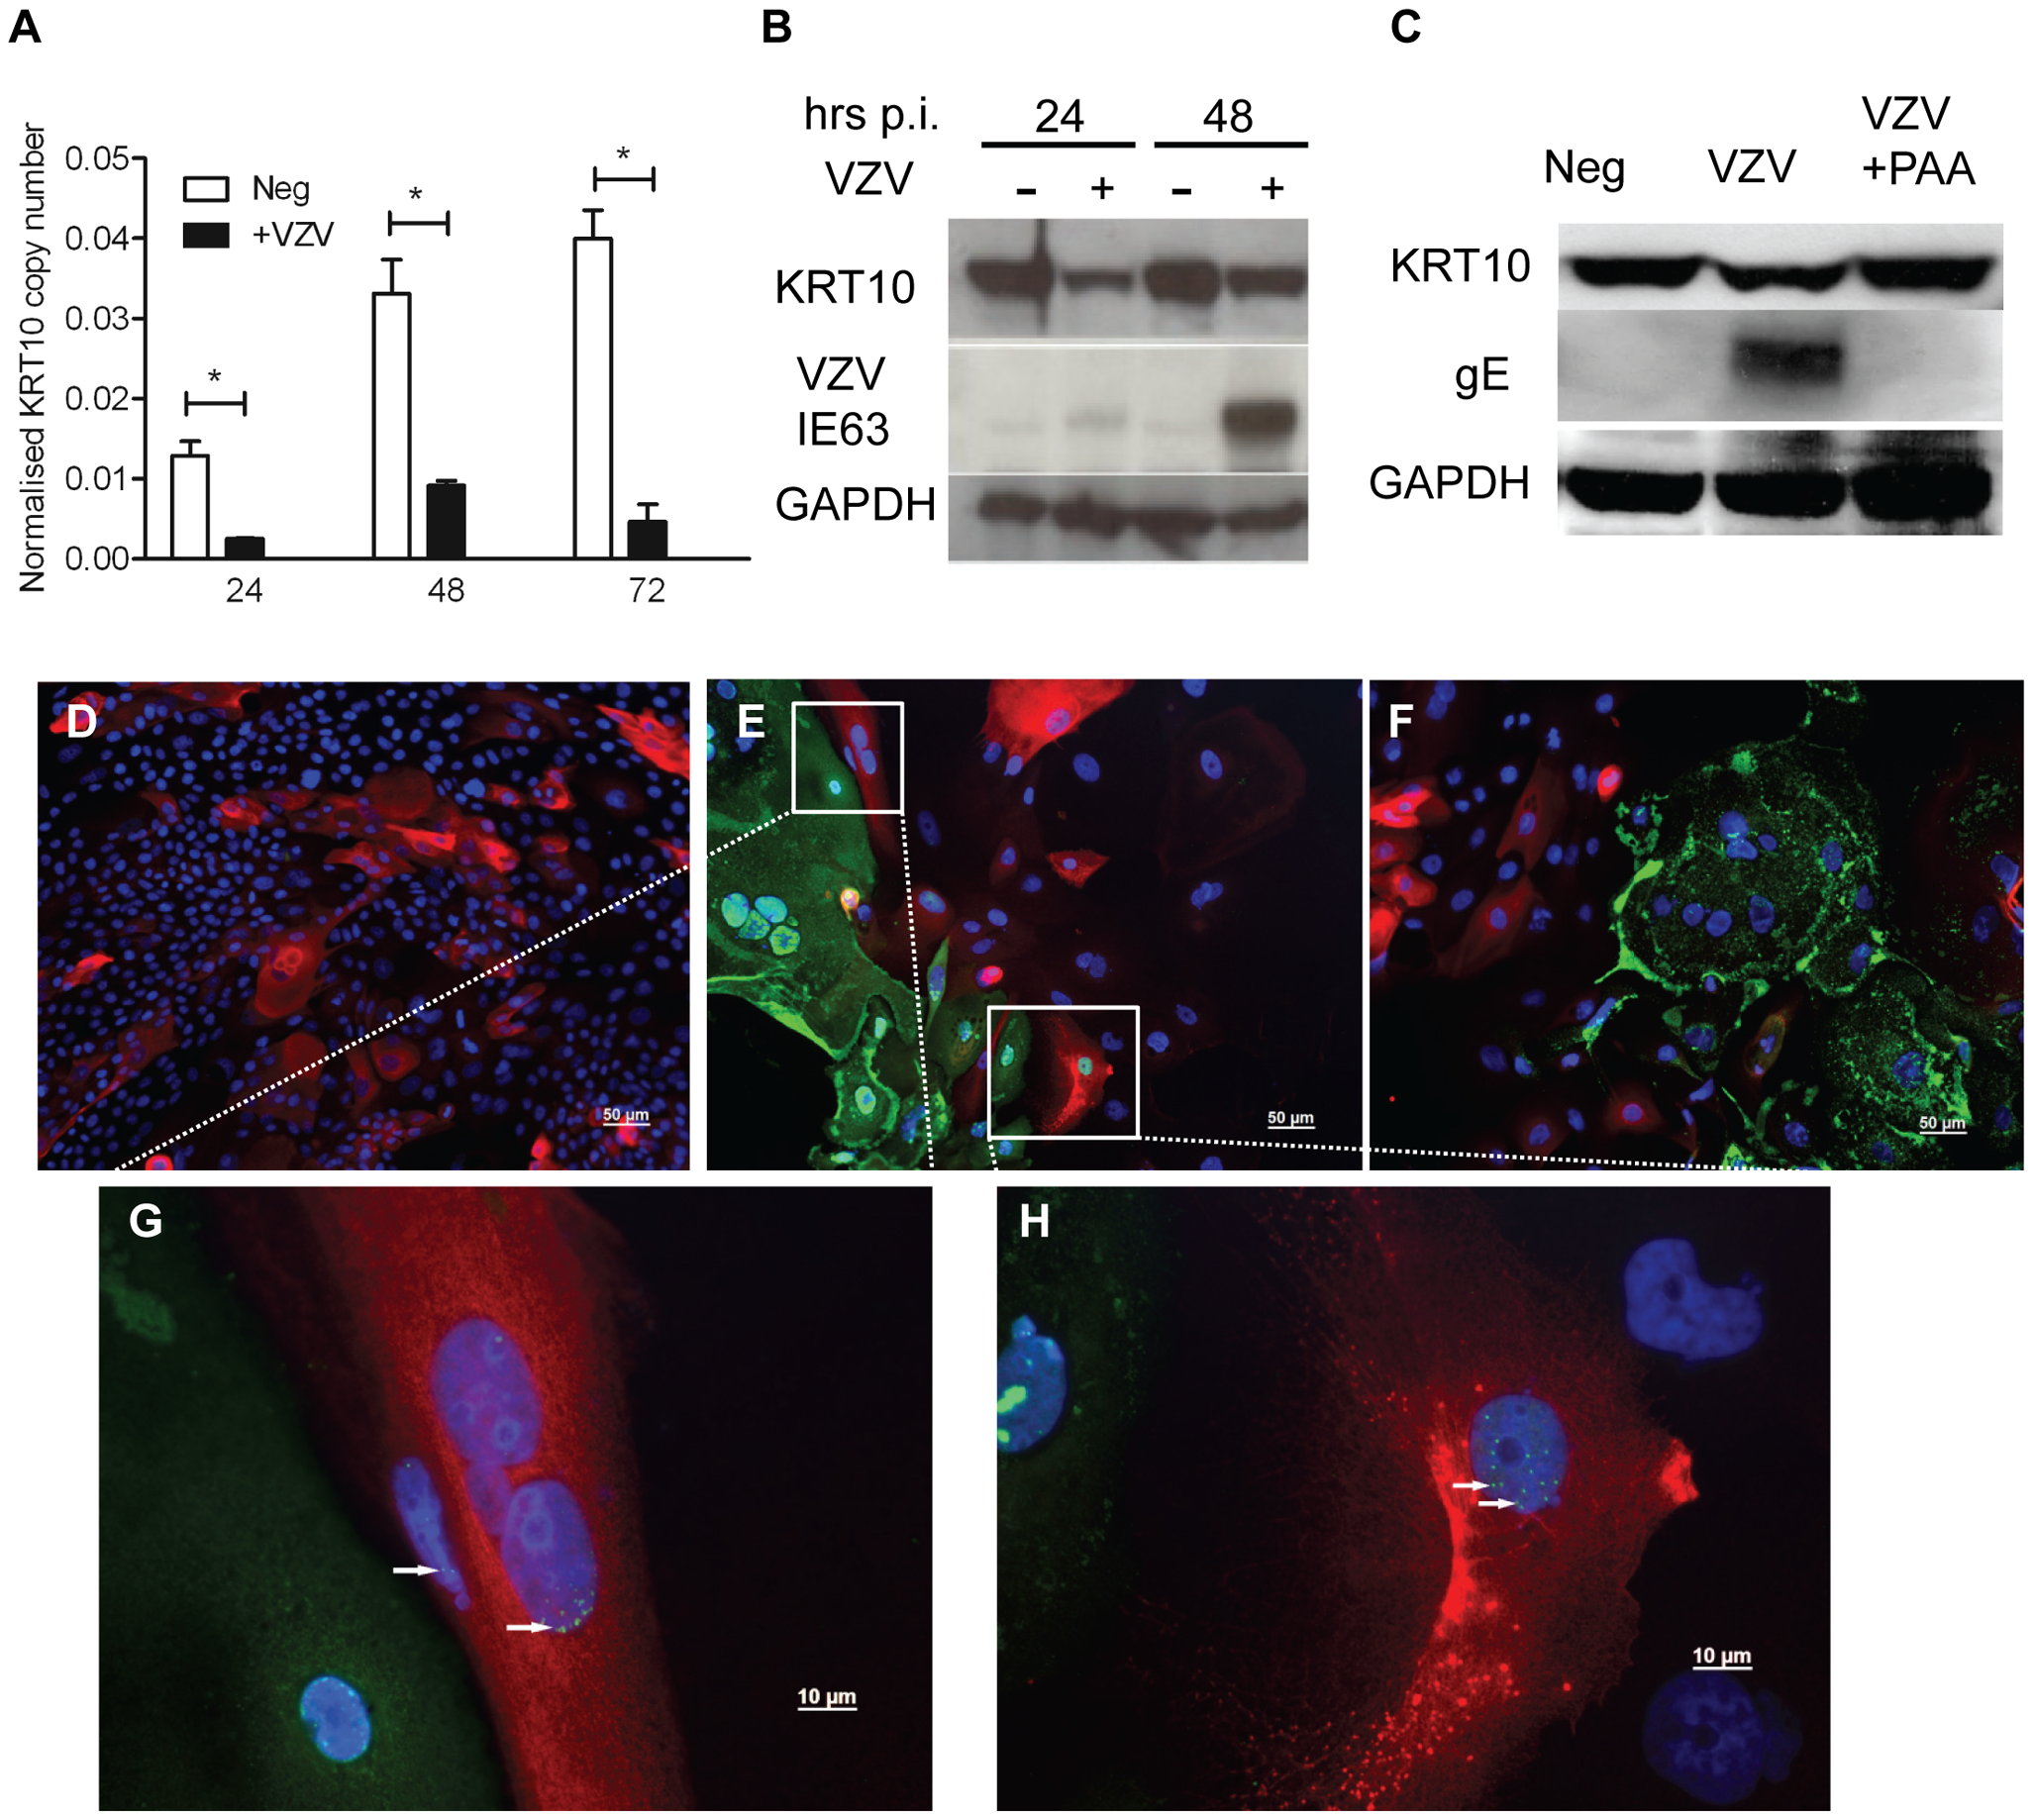 A
Normalised KRT10 copy number
0.05
0.04
0.03
0.02
0.01
0.00
Neg
+VZV
*
*
*
24
48
72
B
hrs p.i.
24
48
VZV
-
+
-
+
KRT10
VZV
IE63
GAPDH
C
Neg
VZV
VZV
+PAA
KRT10
gE
GAPDH
D
50 µm
E
50 µm
F
50 µm
G
10 µm
H
10 µm